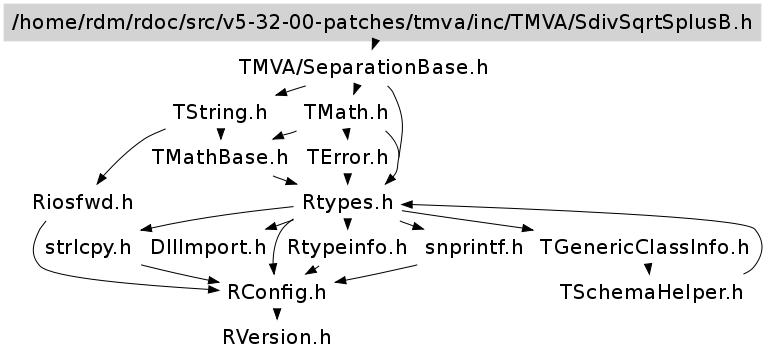 /home/rdm/rdoc/src/v5-32-00-patches/tmva/inc/TMVA/SdivSqrtSplusB.h
TMVA/SeparationBase.h
TString.h TMath.h
TMathBase.h TError.h
Riosfwd.h Rtypes.h
strlcpy.h DllImport.h Rtypeinfo.h snprintf.h TGenericClassInfo.h
RConfig.h TSchemaHelper.h
RVersion.h